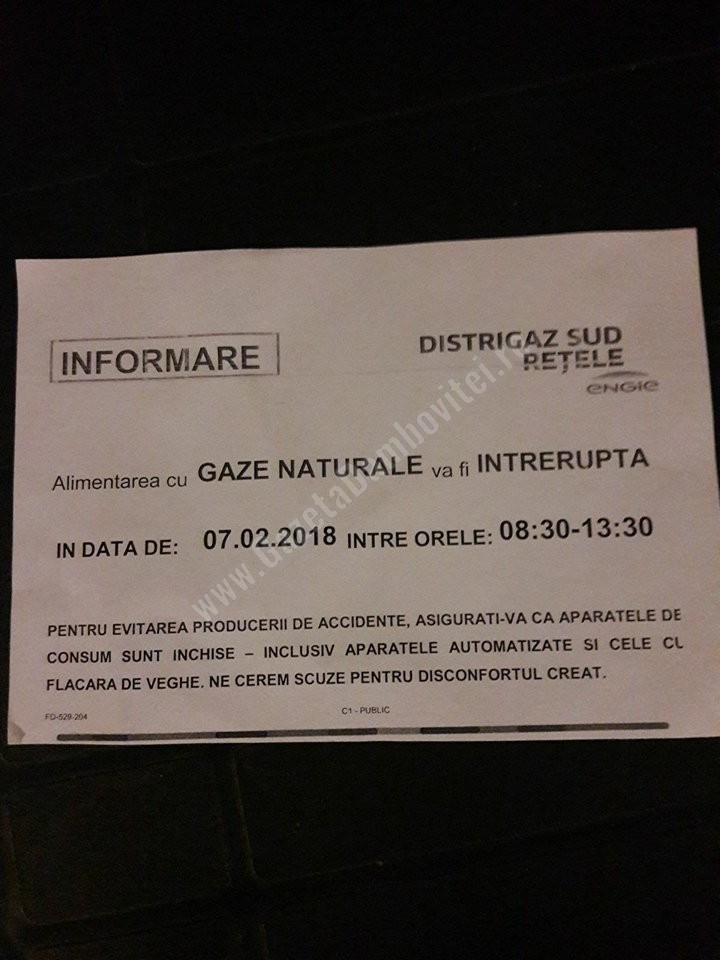 INFORMARE
DISTRIGAZ SUD
REȚELE
ENGIE
Alimentarea cu GAZE NATURALE va fi INTRERUPTA
IN DATA DE: 07.02.2018 INTRE ORELE: 08:30-13:30
PENTRU EVITAREA PRODUCERII DE ACCIDENTE, ASIGURATI-VA CA APARATELE DE
CONSUM SUNT INCHISE – INCLUSIV APARATELE AUTOMATIZATE SI CELE CU
FLACARA DE VEGHE. NE CEREM SCUZE PENTRU DISCONFORTUL CREAT.
FD-529-204
C1 - PUBLIC
www.Gazetadambovitei.r